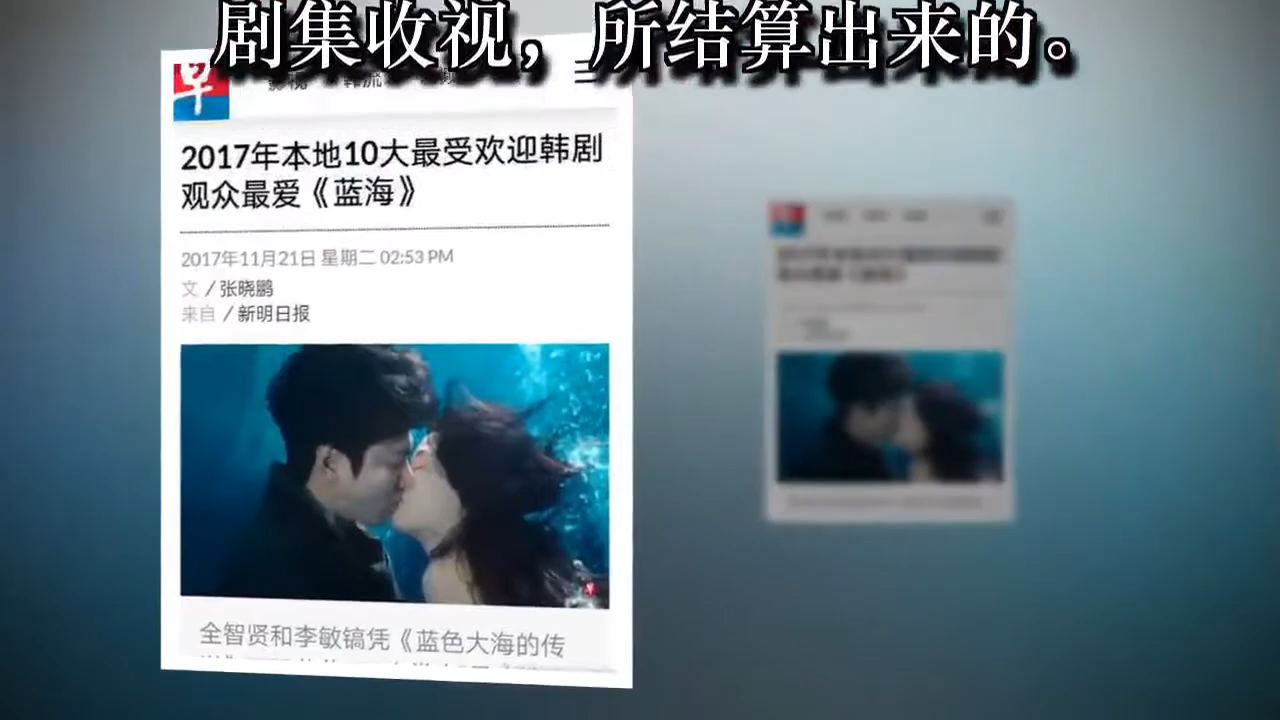 剧集收视，所结算出来的。
早
2017年本地10大最受欢迎韩剧
观众最爱《蓝海》
2017年11月21日 星期二 02:53 PM
文 / 张晓鹏
来自 / 新明日报
全智贤和李敏镐凭《蓝色大海的传